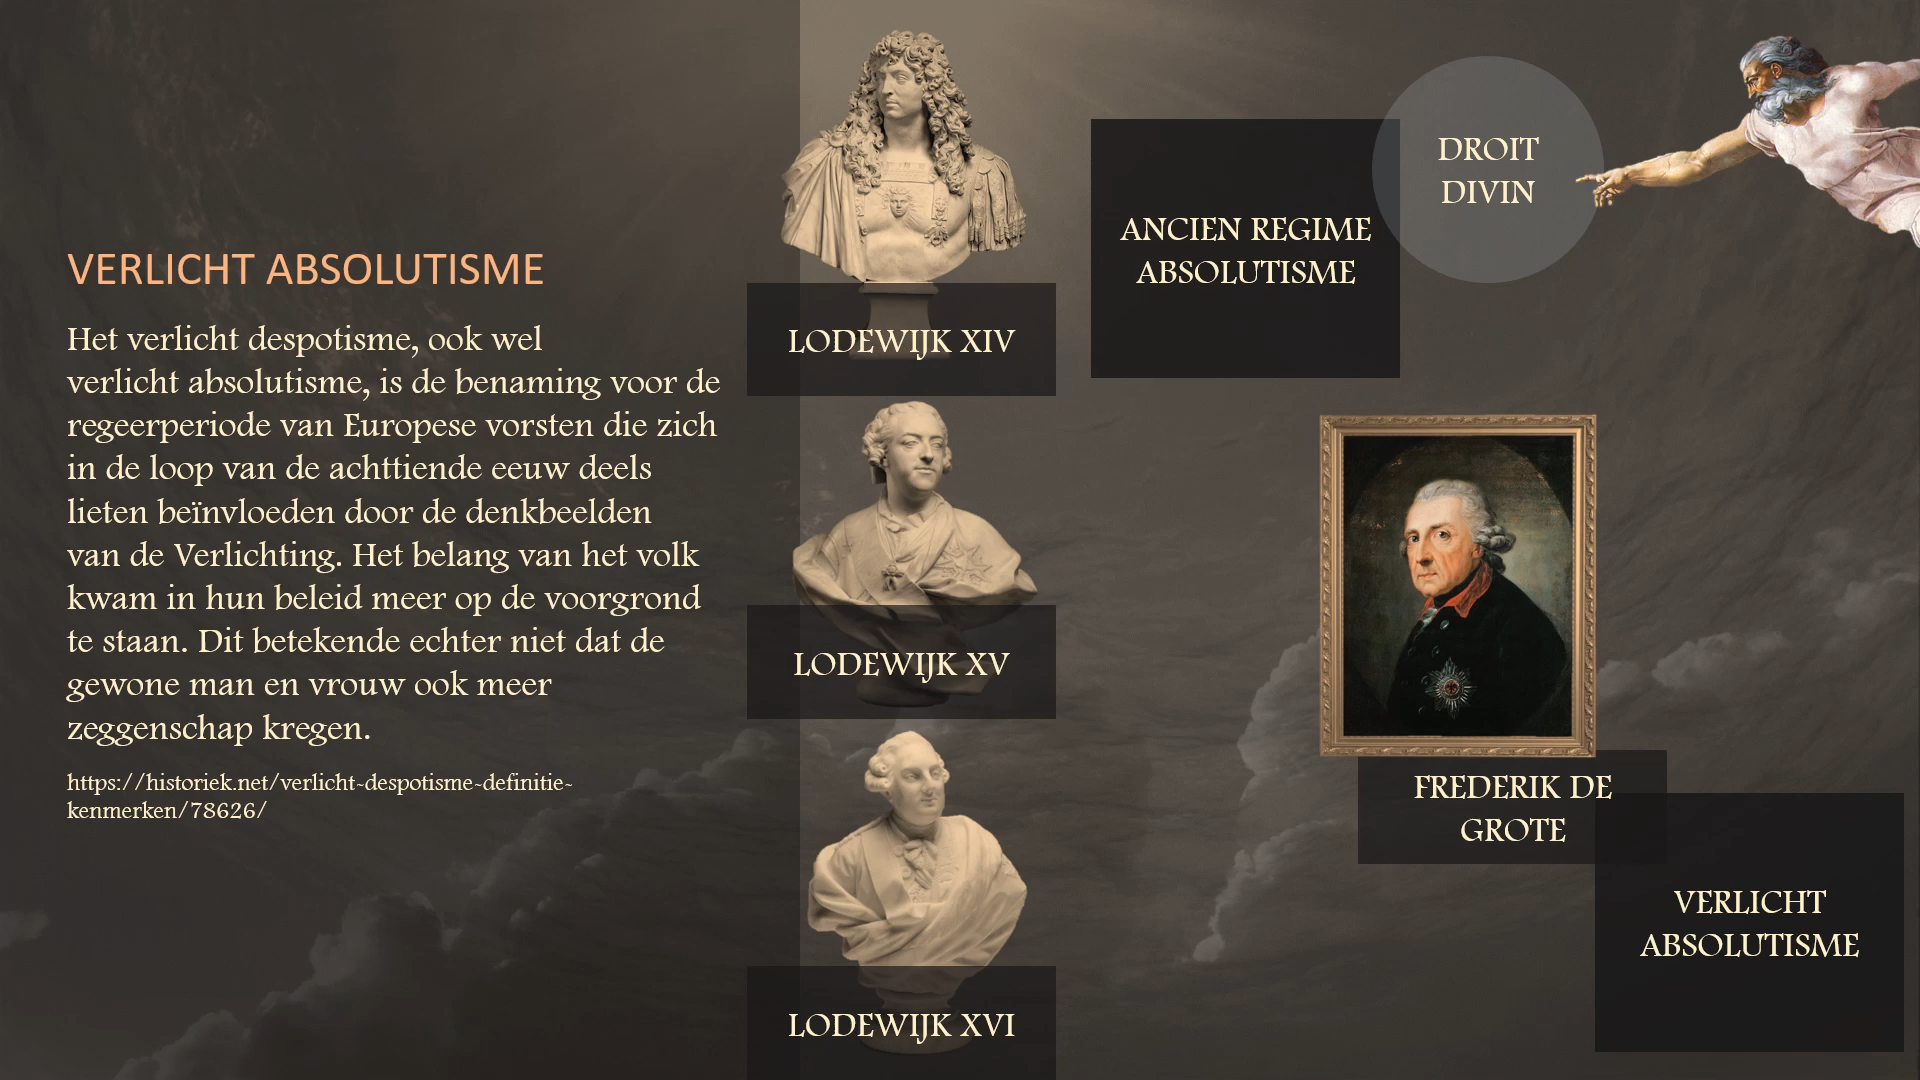 VERLICHT ABSOLUTISME
Het verlicht despotisme, ook wel
verlicht absolutisme, is de benaming voor de
regeerperiode van Europese vorsten die zich
in de loop van de achttiende eeuw deels
lieten beïnvloeden door de denkbeelden
van de Verlichting. Het belang van het volk
kwam in hun beleid meer op de voorgrond
te staan. Dit betekende echter niet dat de
gewone man en vrouw ook meer
zeggenschap kregen.
https://historiek.net/verlicht-despotisme-definitie-
kenmerken/78626/
LODEWIJK XIV
LODEWIJK XV
LODEWIJK XVI
ANCIEN REGIME
ABSOLUTISME
DROIT
DIVIN
FREDERIK DE
GROTE
VERLICHT
ABSOLUTISME